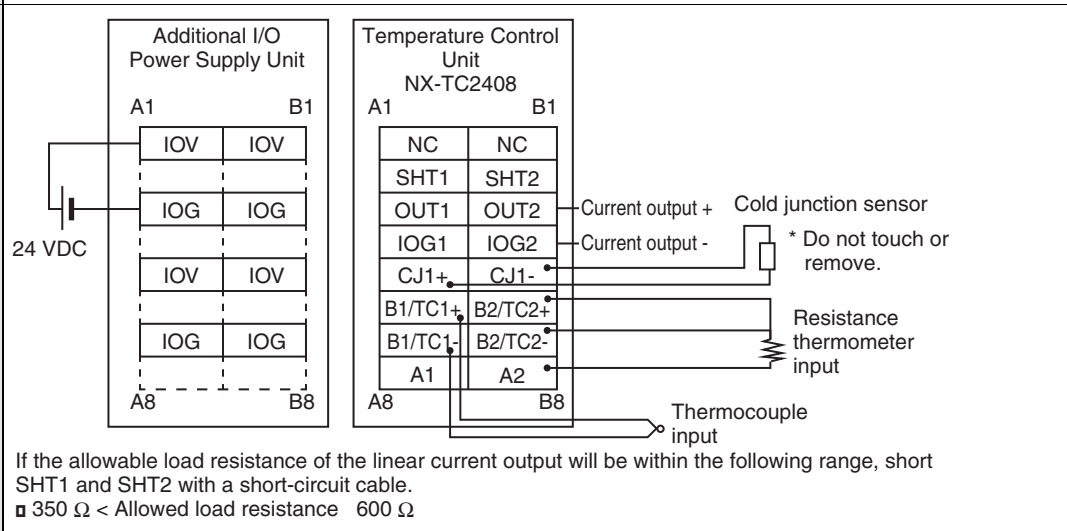 Additional I/O
Power Supply Unit
A1 B1
IOV IOV
IOG IOG
IOV IOV
IOG IOG
A8 B8
24 VDC
Temperature Control
Unit
NX-TC2408
A1 B1
NC NC
SHT1 SHT2
OUT1 OUT2
IOG1 IOG2
CJ1+ CJ1-
B1/TC1+ B2/TC2+
B1/TC1- B2/TC2-
A1 A2
A8 B8
Current output +
Current output -
Cold junction sensor
* Do not touch or
remove.
Resistance
thermometer
input
Thermocouple
input
If the allowable load resistance of the linear current output will be within the following range, short
SHT1 and SHT2 with a short-circuit cable.
350 Ω < Allowed load resistance 600 Ω